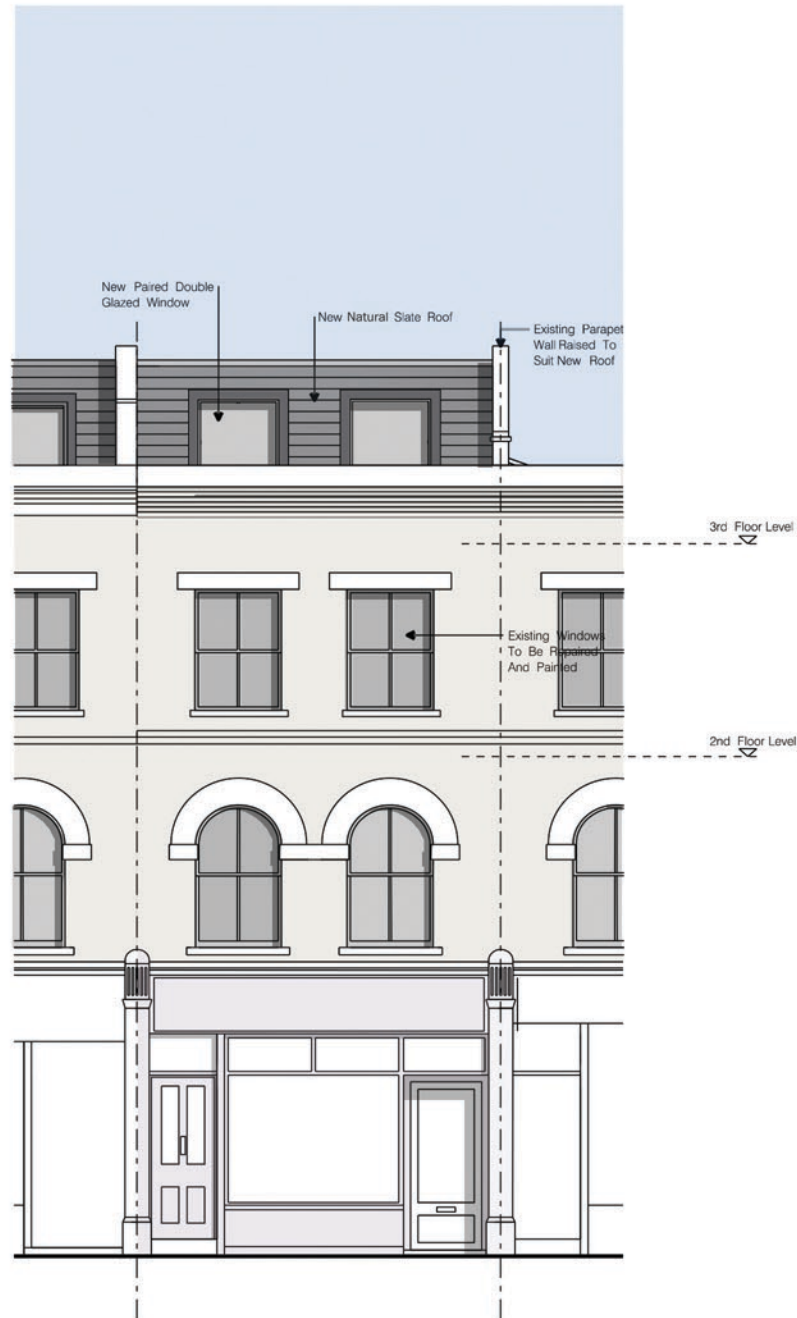 New Paired Double
Glazed Window
New Natural Slate Roof
Existing Parapet
Wall Raised To
Suit New Roof
3rd Floor Level
Existing Windows
To Be Repaired
And Painted
2nd Floor Level